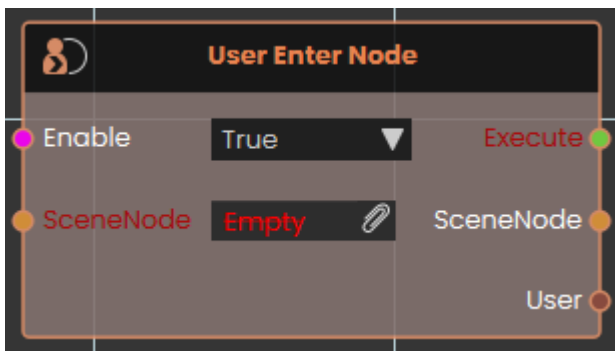 User Enter Node
Enable True Execute
SceneNode Empty SceneNode
User